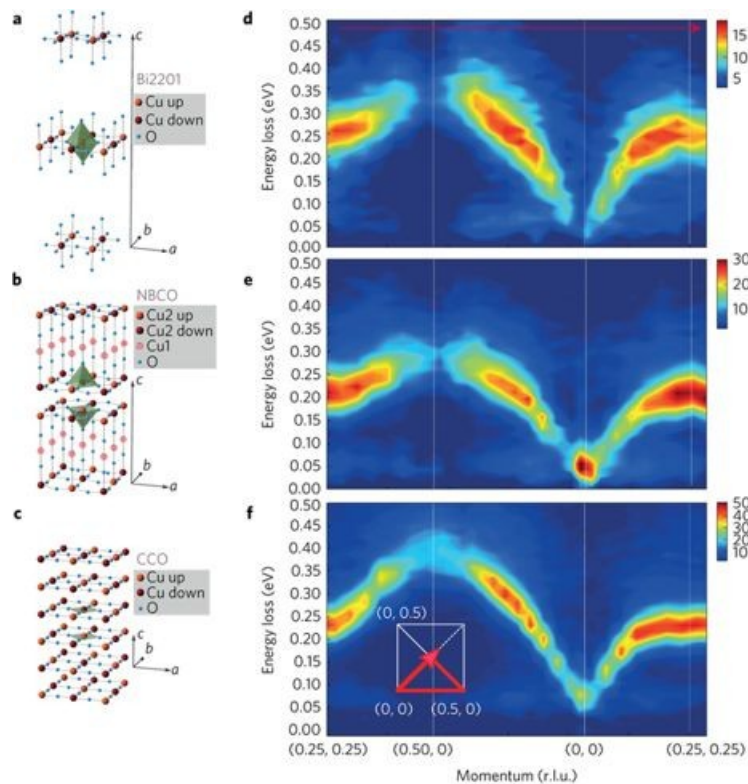 a
c
Bi2201
Cu up
Cu down
O
b
a
b
NBCO
Cu2 up
Cu2 down
Cu1
O
c
b
a
c
CCO
Cu up
Cu down
O
c
b
a
d
Energy loss (eV)
0.50
0.45
0.40
0.35
0.30
0.25
0.20
0.15
0.10
0.05
0.00
15
10
5
e
Energy loss (eV)
0.50
0.45
0.40
0.35
0.30
0.25
0.20
0.15
0.10
0.05
0.00
30
20
10
f
Energy loss (eV)
0.50
0.45
0.40
0.35
0.30
0.25
0.20
0.15
0.10
0.05
0.00
50
40
30
20
10
(0, 0.5)
(0, 0) (0.5, 0)
(0.25, 0.25) (0.50, 0) (0, 0) (0.25, 0.25)
Momentum (r.l.u.)